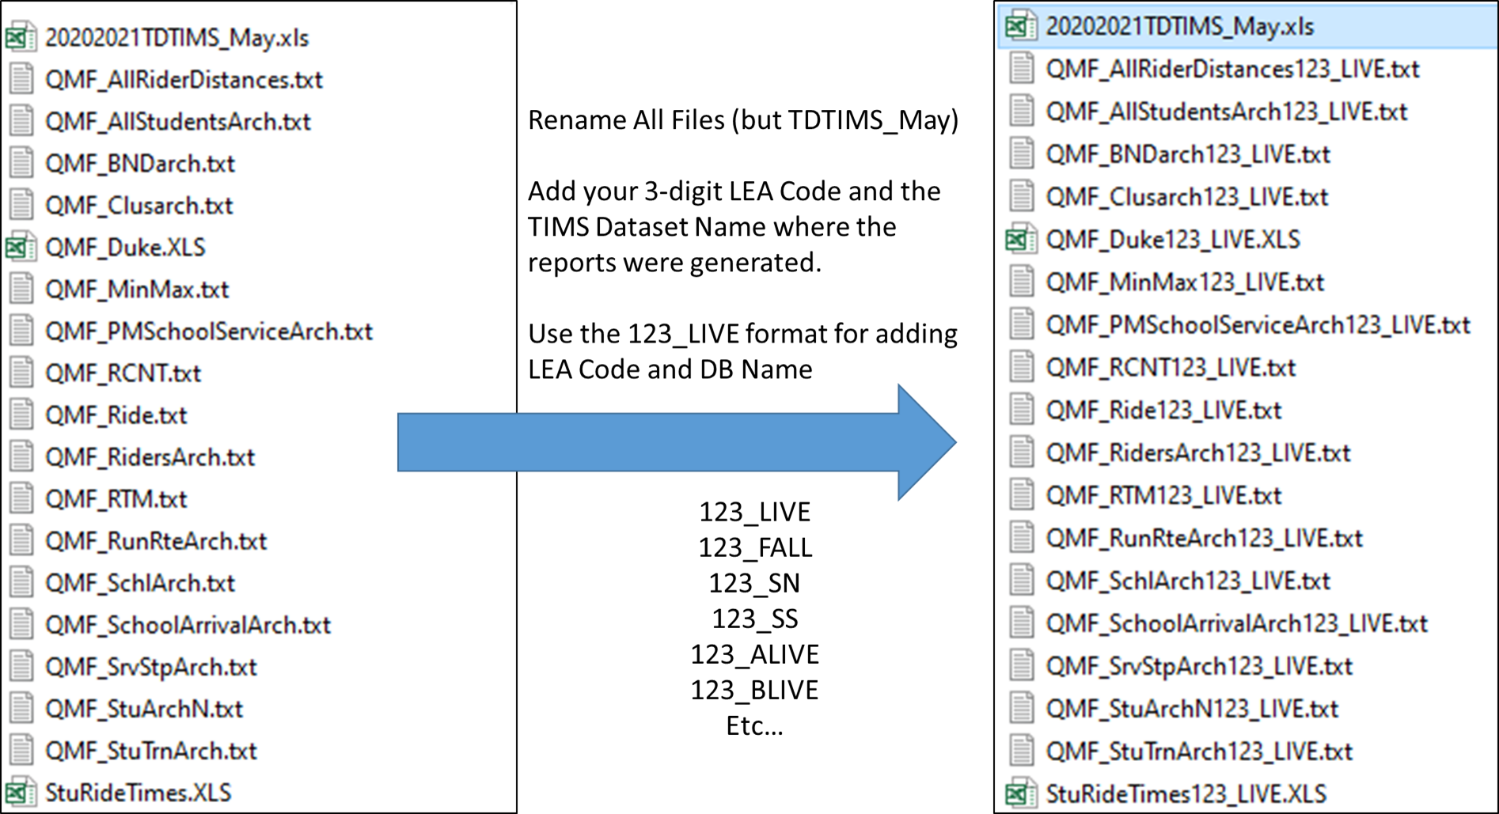 20202021TDTIMS_May.xls
QMF_AllRiderDistances.txt
QMF_AllStudentsArch.txt
QMF_BNDarch.txt
QMF_Clusarch.txt
QMF_Duke.XLS
QMF_MinMax.txt
QMF_PMSchoolServiceArch.txt
QMF_RCNT.txt
QMF_Ride.txt
QMF_RidersArch.txt
QMF_RTM.txt
QMF_RunRteArch.txt
QMF_SchlArch.txt
QMF_SchoolArrivalArch.txt
QMF_SrvStpArch.txt
QMF_StuArchN.txt
QMF_StuTrnArch.txt
StuRideTimes.XLS
Rename All Files (but TDTIMS_May)
Add your 3-digit LEA Code and the
TIMS Dataset Name where the
reports were generated.
Use the 123_LIVE format for adding
LEA Code and DB Name
123_LIVE
123_FALL
123_SN
123_SS
123_ALIVE
123_BLIVE
Etc...
20202021TDTIMS_May.xls
QMF_AllRiderDistances123_LIVE.txt
QMF_AllStudentsArch123_LIVE.txt
QMF_BNDarch123_LIVE.txt
QMF_Clusarch123_LIVE.txt
QMF_Duke123_LIVE.XLS
QMF_MinMax123_LIVE.txt
QMF_PMSchoolServiceArch123_LIVE.txt
QMF_RCNT123_LIVE.txt
QMF_Ride123_LIVE.txt
QMF_RidersArch123_LIVE.txt
QMF_RTM123_LIVE.txt
QMF_RunRteArch123_LIVE.txt
QMF_SchlArch123_LIVE.txt
QMF_SchoolArrivalArch123_LIVE.txt
QMF_SrvStpArch123_LIVE.txt
QMF_StuArchN123_LIVE.txt
QMF_StuTrnArch123_LIVE.txt
StuRideTimes123_LIVE.XLS